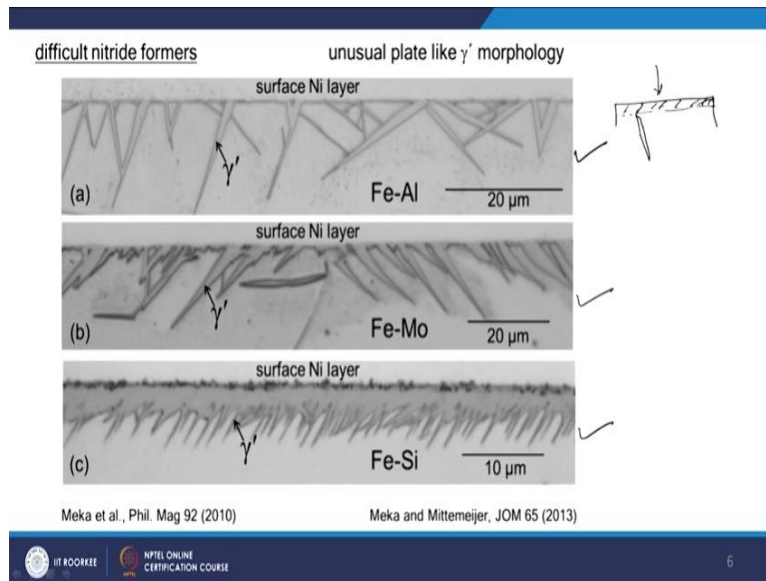 difficult nitride formers
unusual plate like γ′ morphology
surface Ni layer
γ′
(a)
Fe-Al
20 µm
surface Ni layer
γ′
(b)
Fe-Mo
20 µm
surface Ni layer
γ′
(c)
Fe-Si
10 µm
Meka et al., Phil. Mag 92 (2010)
Meka and Mittemeijer, JOM 65 (2013)
IIT ROORKEE
NPTEL ONLINE
CERTIFICATION COURSE
6